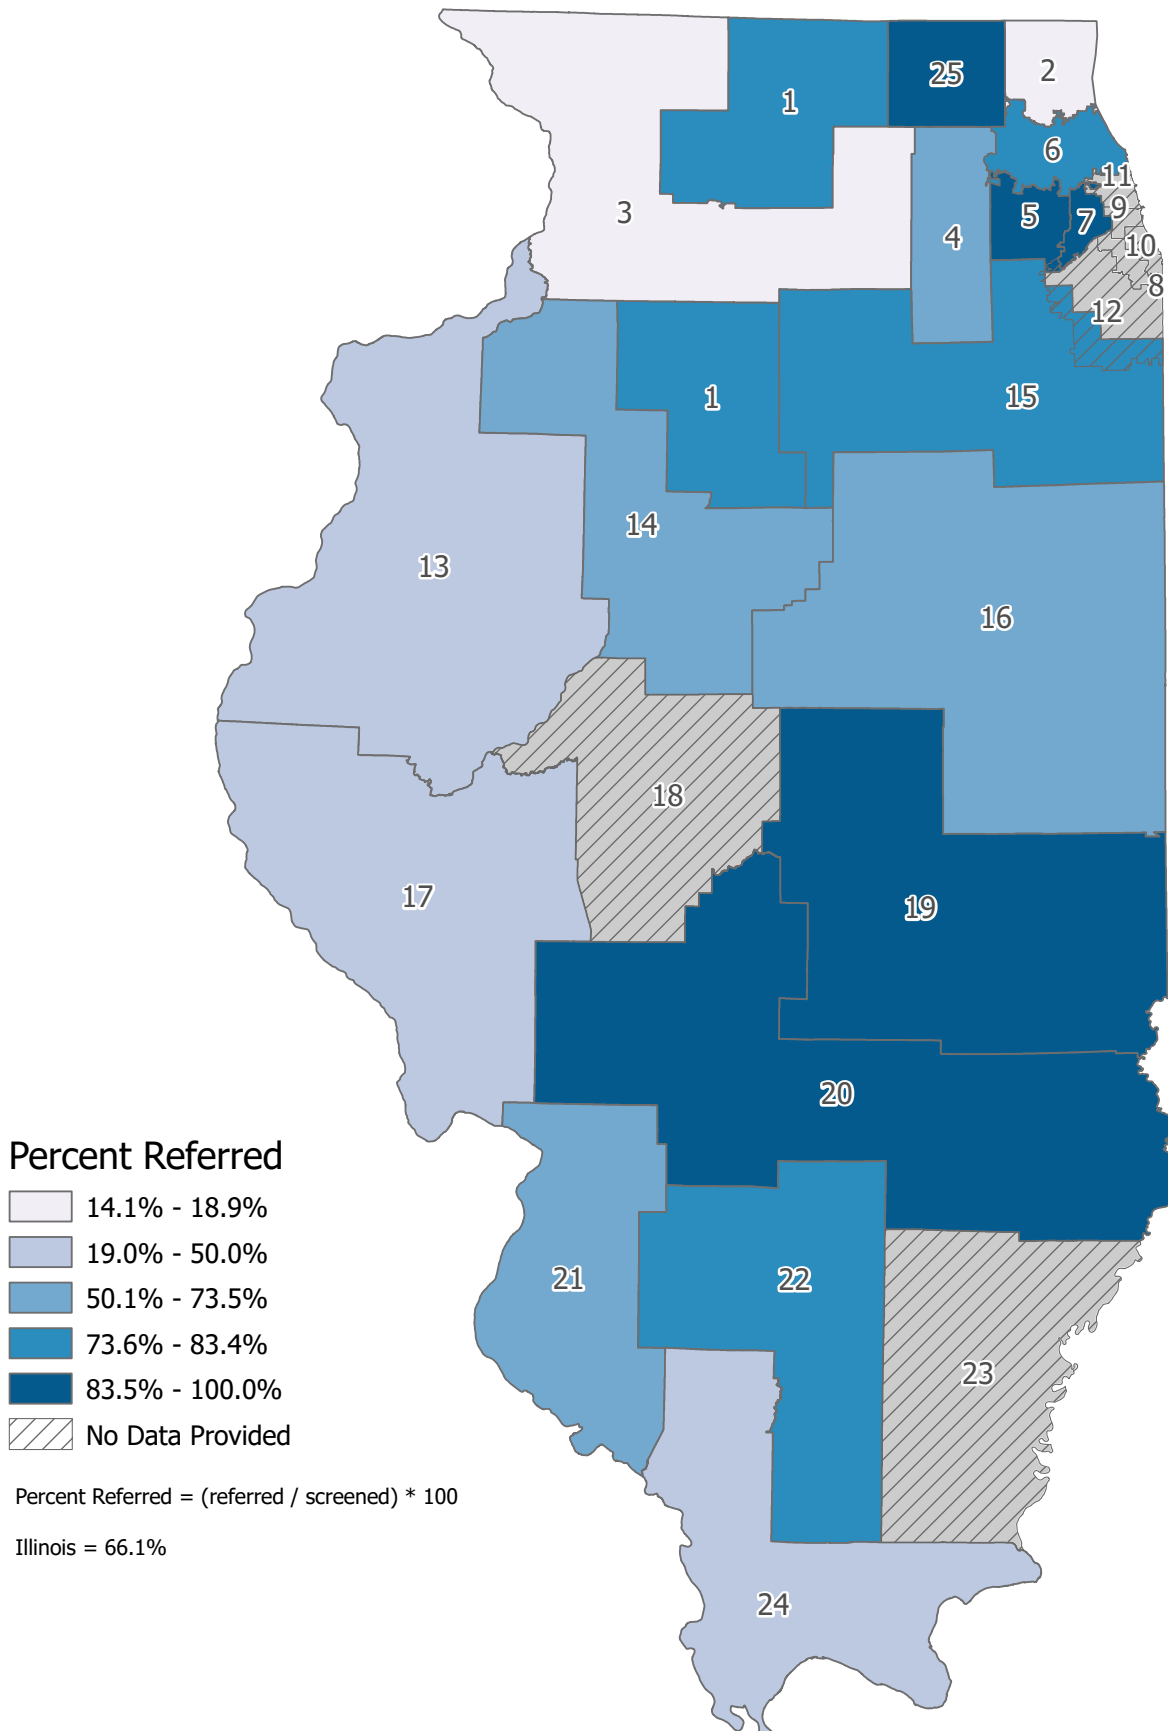 25
2
1
6
11
3
5
7
9
4
10
8
12
1
15
14
13
16
18
17
19
20
Percent Referred
14.1% - 18.9%
19.0% - 50.0%
50.1% - 73.5%
73.6% - 83.4%
83.5% - 100.0%
No Data Provided
21
22
23
Percent Referred = (referred / screened) * 100
Illinois = 66.1%
24